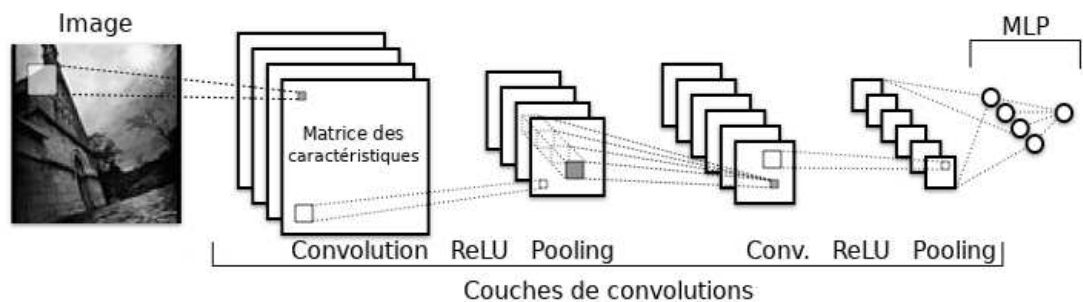 Image
MLP
Matrice des
caractéristiques
Convolution ReLU Pooling Conv. ReLU Pooling
Couches de convolutions